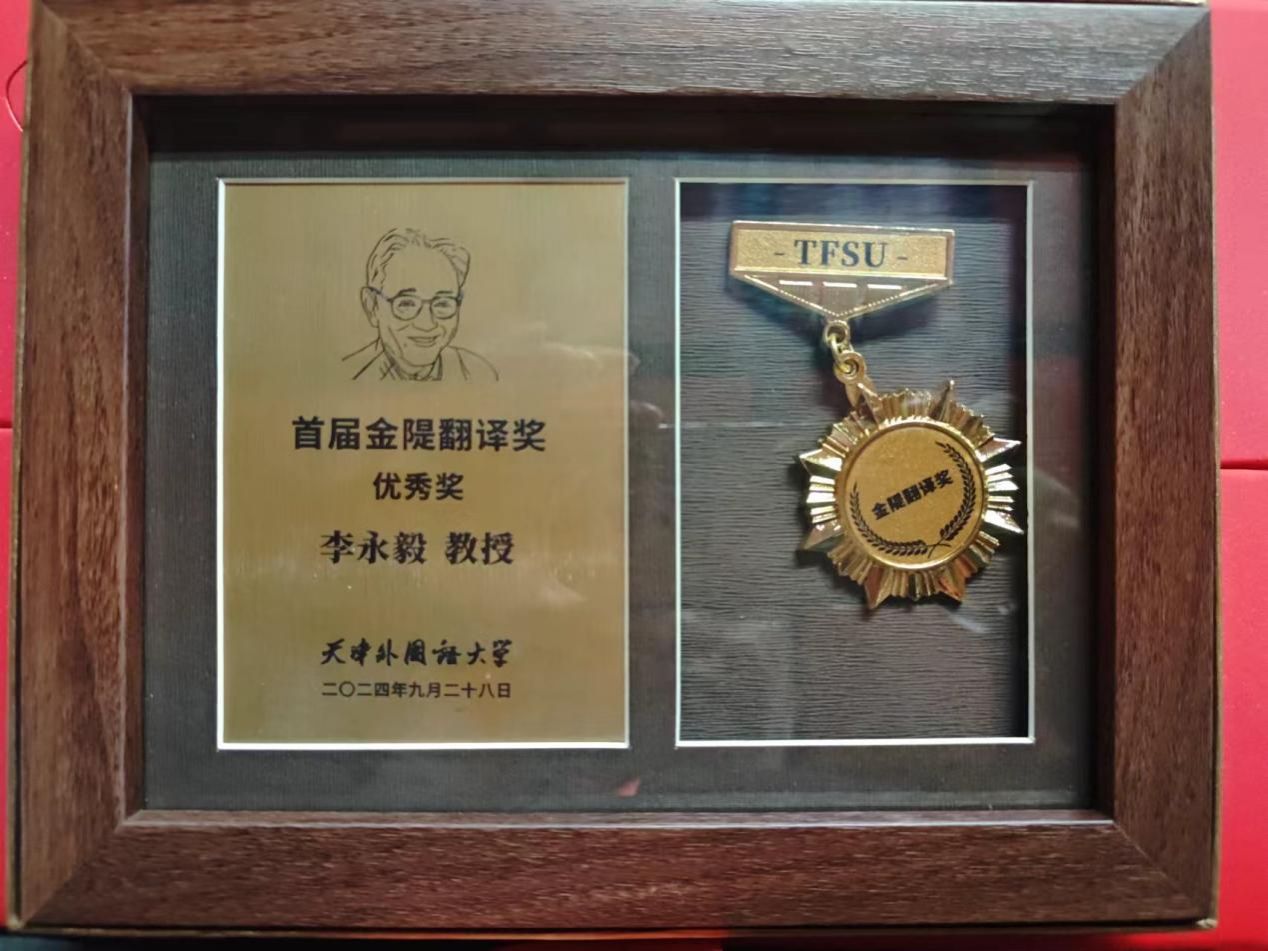 首届金隄翻译奖
优秀奖
李永毅 教授
天津外国语大学
二〇二四年九月二十八日
- TFSU -
金隄翻译奖